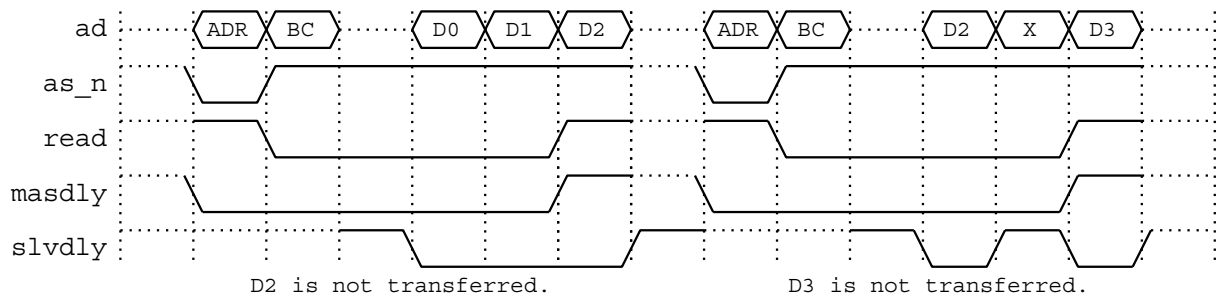 ad ADR BC D0 D1 D2 ADR BC D2 X D3
as_n
read
masdly
slvdly
D2 is not transferred. D3 is not transferred.